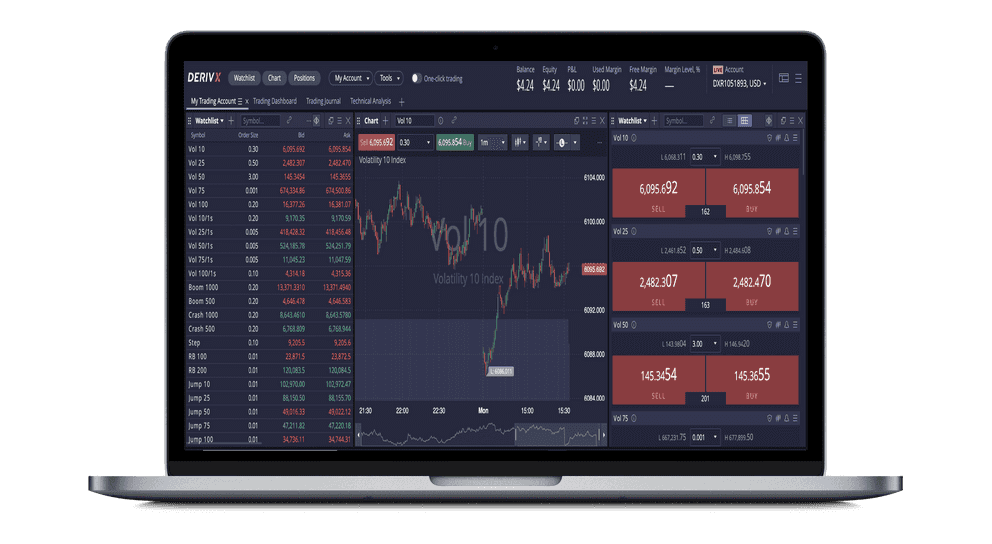 DERIV X Watchlist Chart Positions My Account Tools One-click trading
Balance Equity P&L Used Margin Free Margin Margin Level, % LIVE Account
$4.24 $4.24 $0.00 $0.00 $4.24 — DXR1051893, USD
My Trading Account Trading Dashboard Trading Journal Technical Analysis
Watchlist Symbol...
Symbol Order Size Bid Ask
Vol 10 0.30 6,095.692 6,095.854
Vol 25 0.50 2,482.307 2,482.470
Vol 50 3.00 145.3454 145.3655
Vol 75 0.001 674,334.86 674,500.86
Vol 100 0.20 16,377.26 16,381.07
Vol 10/1s 0.20 9,170.35 9,170.59
Vol 25/1s 0.005 418,428.32 418,456.48
Vol 50/1s 0.005 524,185.78 524,251.79
Vol 75/1s 0.005 11,045.23 11,047.59
Vol 100/1s 0.10 4,314.18 4,315.36
Boom 1000 0.20 13,371.3310 13,371.4940
Boom 500 0.20 4,646.478 4,646.583
Crash 1000 0.20 8,643.4610 8,643.5780
Crash 500 0.20 6,768.809 6,768.944
Step 0.10 9,205.5 9,205.6
RB 100 0.01 23,871.5 23,872.5
RB 200 0.01 120,083.5 120,084.5
Jump 10 0.01 102,970.00 102,972.47
Jump 25 0.01 88,150.50 88,155.70
Jump 50 0.01 49,016.33 49,022.12
Jump 75 0.01 47,211.82 47,220.18
Jump 100 0.01 34,736.11 34,744.31
Chart Vol 10
Sell 6,095.692 0.30 6,095.854 Buy 1m
Volatility 10 Index
Vol 10
Volatility 10 Index
6104.000
6100.000
6095.692
6092.000
6088.000
6084.000
L: 6086.011
21:30 22:00 22:30 Mon 15:00 15:30
Watchlist Symbol...
Vol 10
L 6,068.311 0.30 H 6,098.755
6,095.692 6,095.854
SELL 162 BUY
Vol 25
L 2,461.852 0.50 H 2,484.608
2,482.307 2,482.470
SELL 163 BUY
Vol 50
L 143.9804 3.00 H 146.9420
145.3454 145.3655
SELL 201 BUY
Vol 75
L 667,231.75 0.001 H 677,899.50